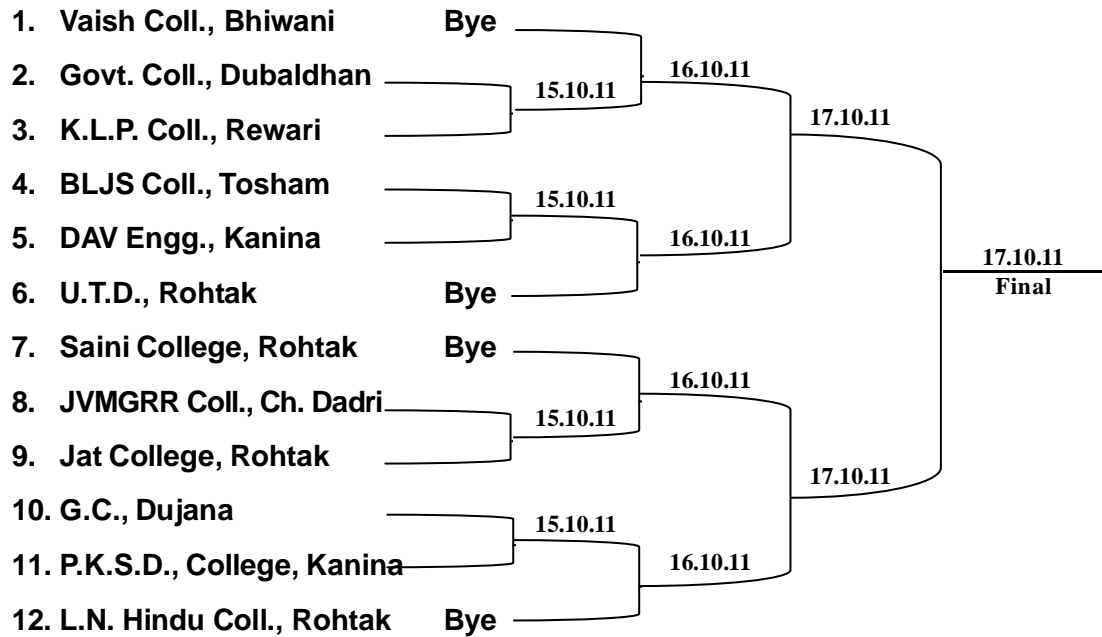 1. Vaish Coll., Bhiwani Bye
16.10.11
2. Govt. Coll., Dubaldhan
15.10.11
17.10.11
3. K.L.P. Coll., Rewari
4. BLJS Coll., Tosham
15.10.11
5. DAV Engg., Kanina
16.10.11
17.10.11
Final
6. U.T.D., Rohtak Bye
7. Saini College, Rohtak Bye
16.10.11
8. JVMGRR Coll., Ch. Dadri
15.10.11
9. Jat College, Rohtak
17.10.11
10. G.C., Dujana
15.10.11
11. P.K.S.D., College, Kanina
16.10.11
12. L.N. Hindu Coll., Rohtak Bye